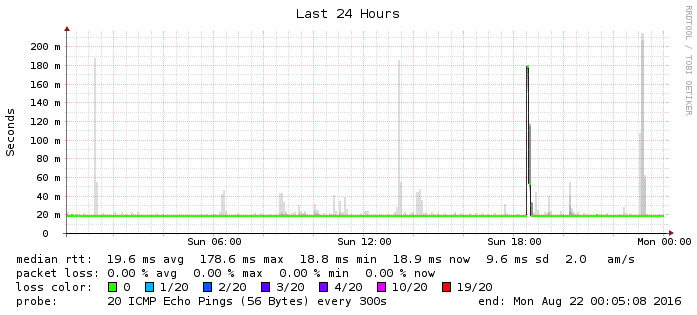 Last 24 Hours
RRDTOOL / TOBI OETIKER
Seconds
200 m
180 m
160 m
140 m
120 m
100 m
80 m
60 m
40 m
20 m
0
Sun 06:00 Sun 12:00 Sun 18:00 Mon 00:00
median rtt: 19.6 ms avg 178.6 ms max 18.8 ms min 18.9 ms now 9.6 ms sd 2.0 am/s
packet loss: 0.00 % avg 0.00 % max 0.00 % min 0.00 % now
loss color: 0 1/20 2/20 3/20 4/20 10/20 19/20
probe: 20 ICMP Echo Pings (56 Bytes) every 300s end: Mon Aug 22 00:05:08 2016